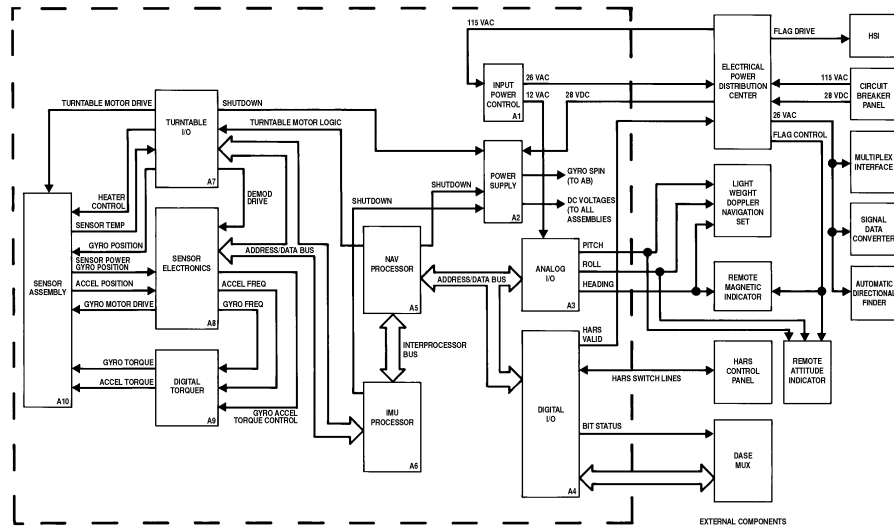 115 VAC
FLAG DRIVE
HSI
INPUT
POWER
CONTROL
A1
26 VAC
12 VAC
28 VDC
ELECTRICAL
POWER
DISTRIBUTION
CENTER
115 VAC
28 VDC
26 VAC
FLAG CONTROL
CIRCUIT
BREAKER
PANEL
TURNTABLE MOTOR DRIVE
TURNTABLE
I/O
A7
SHUTDOWN
TURNTABLE MOTOR LOGIC
POWER
SUPPLY
A2
GYRO SPIN
(TO AB)
DC VOLTAGES
(TO ALL
ASSEMBLIES)
MULTIPLEX
INTERFACE
SHUTDOWN
SHUTDOWN
LIGHT
WEIGHT
DOPPLER
NAVIGATION
SET
SIGNAL
DATA
CONVERTER
HEATER
CONTROL
SENSOR TEMP
DEMOD
DRIVE
GYRO POSITION
SENSOR POWER
GYRO POSITION
ACCEL POSITION
GYRO MOTOR DRIVE
SENSOR
ASSEMBLY
A10
SENSOR
ELECTRONICS
A8
ADDRESS/DATA BUS
ACCEL FREQ
GYRO FREQ
NAV
PROCESSOR
A5
ADDRESS/DATA BUS
ANALOG
I/O
A3
PITCH
ROLL
HEADING
REMOTE
MAGNETIC
INDICATOR
AUTOMATIC
DIRECTIONAL
FINDER
INTERPROCESSOR
BUS
HARS
VALID
GYRO TORQUE
ACCEL TORQUE
DIGITAL
TORQUER
A9
GYRO ACCEL
TORQUE CONTROL
IMU
PROCESSOR
A6
DIGITAL
I/O
A4
HARS SWITCH LINES
HARS
CONTROL
PANEL
REMOTE
ATTITUDE
INDICATOR
BIT STATUS
DASE
MUX
EXTERNAL COMPONENTS